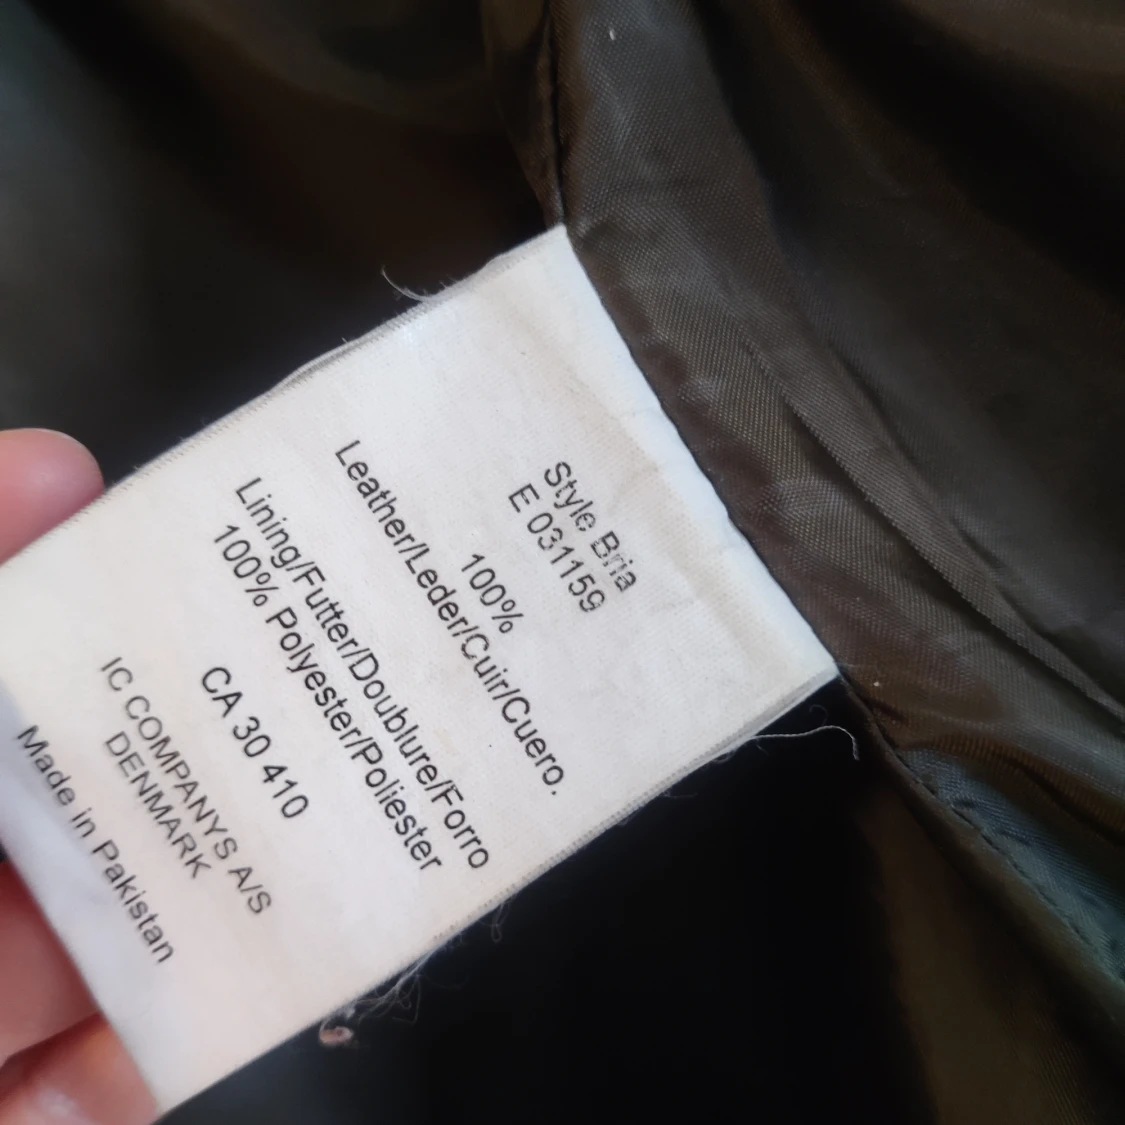 Style Bria
E 031159
100%
Leather/Leder/Cuir/Cuero.
Lining/Futter/Doublure/Forro
100% Polyester/Poliester
CA 30 410
IC COMPANYS A/S
DENMARK
Made in Pakistan